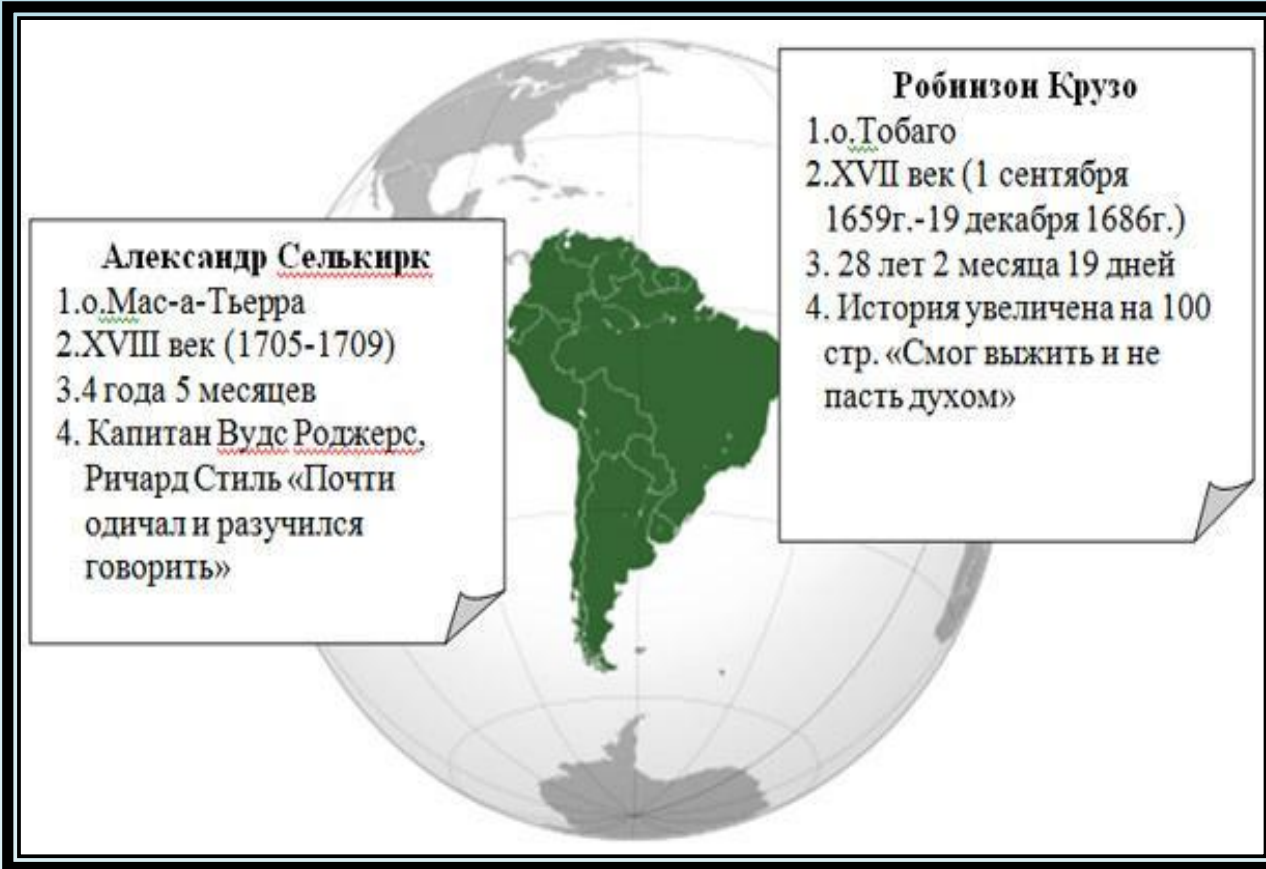 Александр Селькирк
1.о.Мас-а-Тьерра
2.XVIII век (1705-1709)
3.4 года 5 месяцев
4. Капитан Вудс Роджерс,
Ричард Стиль «Почти
одичал и разучился
говорить»
Робинзон Крузо
1.о.Тобаго
2.XVII век (1 сентября
1659г.-19 декабря 1686г.)
3. 28 лет 2 месяца 19 дней
4. История увеличена на 100
стр. «Смог выжить и не
пасть духом»